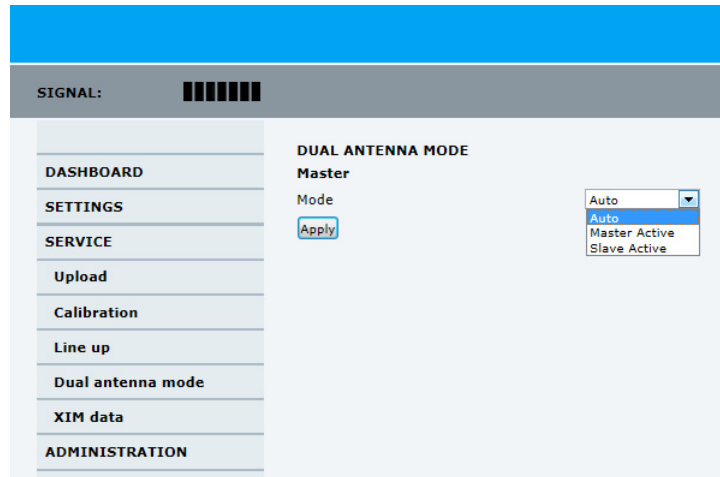 SIGNAL:
DASHBOARD
SETTINGS
SERVICE
Upload
Calibration
Line up
Dual antenna mode
XIM data
ADMINISTRATION
DUAL ANTENNA MODE
Master
Mode
Auto
Auto
Master Active
Slave Active
Apply